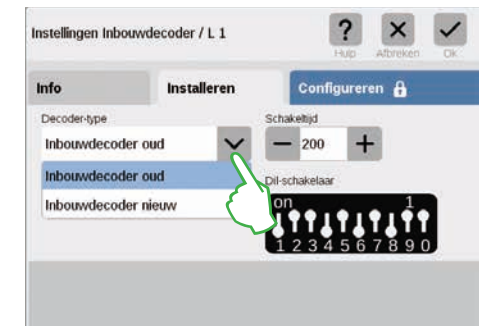 Instellingen Inbouwdecoder / L 1
Hulp
Afbreken
Ok
Info
Installeren
Configureren
Decoder-type
Schakeltijd
Inbouwdecoder oud
200
Inbouwdecoder oud
Dil-schakelaar
Inbouwdecoder nieuw
on 1
1 2 3 4 5 6 7 8 9 0